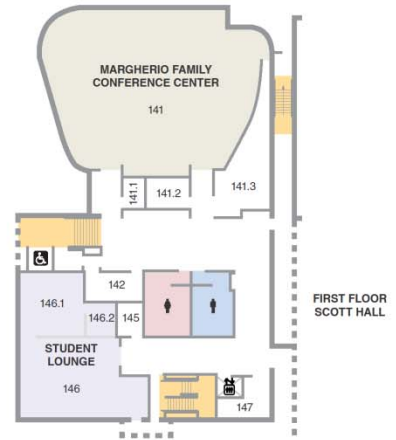 MARGHERIO FAMILY
CONFERENCE CENTER
141
141.1
141.2
141.3
142
146.1
146.2
145
FIRST FLOOR
SCOTT HALL
STUDENT
LOUNGE
146
147